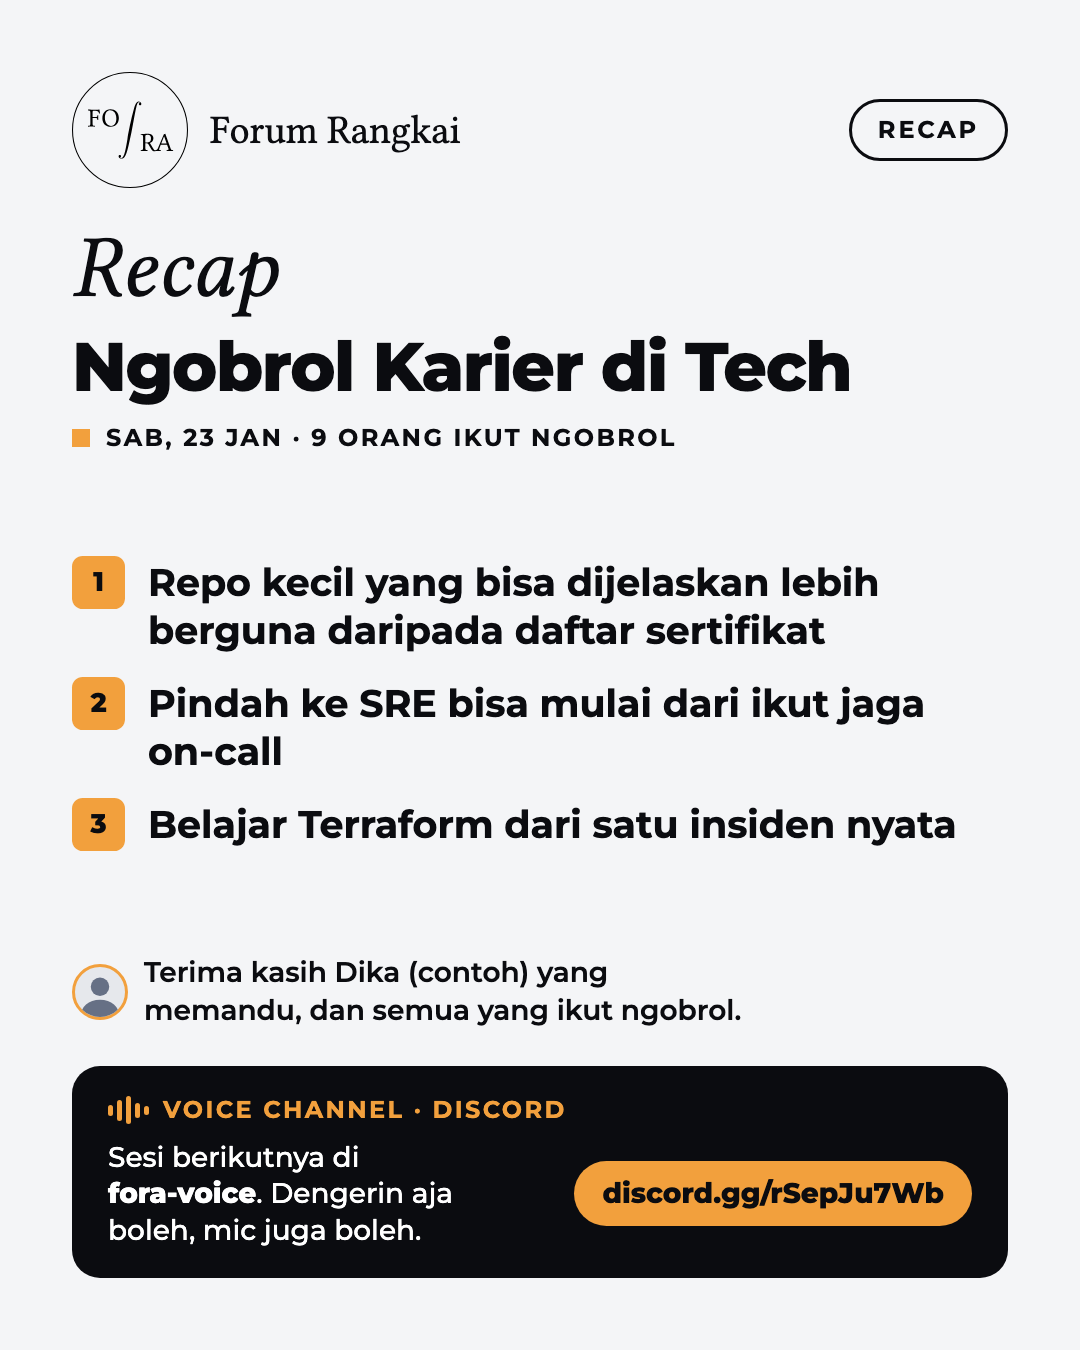 FO RA
Forum Rangkai
RECAP
Recap
Ngobrol Karier di Tech
SAB, 23 JAN · 9 ORANG IKUT NGOBROL
1
Repo kecil yang bisa dijelaskan lebih
berguna daripada daftar sertifikat
2
Pindah ke SRE bisa mulai dari ikut jaga
on-call
3
Belajar Terraform dari satu insiden nyata
Terima kasih Dika (contoh) yang
memandu, dan semua yang ikut ngobrol.
VOICE CHANNEL · DISCORD
Sesi berikutnya di
fora-voice. Dengerin aja
boleh, mic juga boleh.
discord.gg/rSepJu7Wb